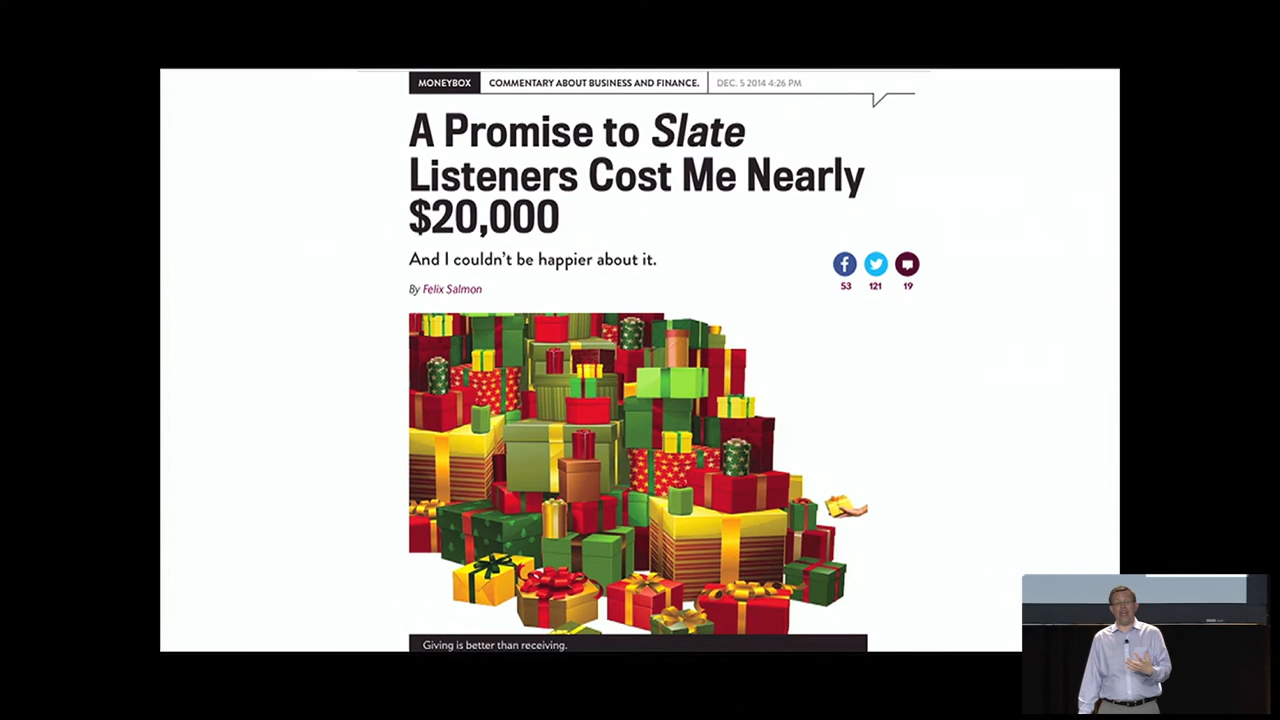 MONEYBOX COMMENTARY ABOUT BUSINESS AND FINANCE. DEC. 5 2014 4:26 PM
A Promise to Slate
Listeners Cost Me Nearly
$20,000
And I couldn't be happier about it.
By Felix Salmon
53 121 19
Giving is better than receiving.